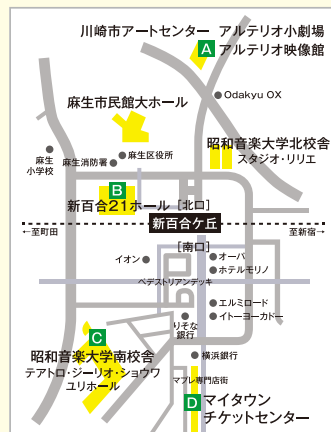 川崎市アートセンター アルテリオ小劇場
A アルテリオ映像館
Odakyu OX
麻生市民館大ホール
昭和音楽大学北校舎
スタジオ・リリエ
麻生
小学校
麻生消防署
麻生区役所
B
新百合21ホール
[北口]
新百合ケ丘
←至町田
至新宿→
[南口]
イオン
オーパ
ホテルモリノ
ペデストリアンデッキ
エルミロード
イトーヨーカドー
りそな
銀行
C
昭和音楽大学南校舎
テアトロ・ジーリオ・ショウワ
ユリホール
横浜銀行
マプレ専門店街
D マイタウン
チケットセンター